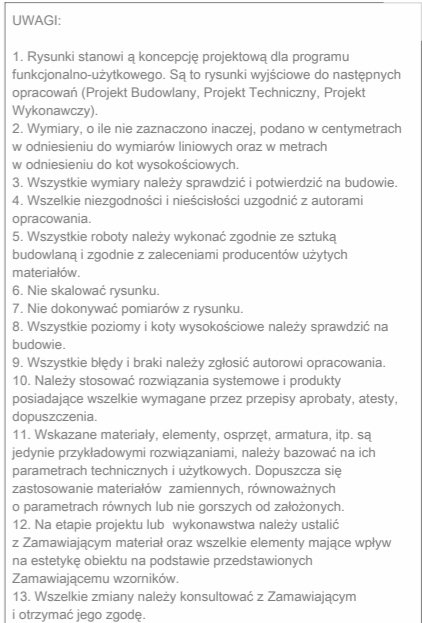 UWAGI:
1. Rysunki stanowi ą koncepcję projektową dla programu
funkcjonalno-użytkowego. Są to rysunki wyjściowe do następnych
opracowań (Projekt Budowlany, Projekt Techniczny, Projekt
Wykonawczy).
2. Wymiary, o ile nie zaznaczono inaczej, podano w centymetrach
w odniesieniu do wymiarów liniowych oraz w metrach
w odniesieniu do kot wysokościowych.
3. Wszystkie wymiary należy sprawdzić i potwierdzić na budowie.
4. Wszelkie niezgodności i nieścisłości uzgodnić z autorami
opracowania.
5. Wszystkie roboty należy wykonać zgodnie ze sztuką
budowlaną i zgodnie z zaleceniami producentów użytych
materiałów.
6. Nie skalować rysunku.
7. Nie dokonywać pomiarów z rysunku.
8. Wszystkie poziomy i koty wysokościowe należy sprawdzić na
budowie.
9. Wszystkie błędy i braki należy zgłosić autorowi opracowania.
10. Należy stosować rozwiązania systemowe i produkty
posiadające wszelkie wymagane przez przepisy aprobaty, atesty,
dopuszczenia.
11. Wskazane materiały, elementy, osprzęt, armatura, itp. są
jedynie przykładowymi rozwiązaniami, należy bazować na ich
parametrach technicznych i użytkowych. Dopuszcza się
zastosowanie materiałów  zamiennych, równoważnych
o parametrach równych lub nie gorszych od założonych.
12. Na etapie projektu lub  wykonawstwa należy ustalić
z Zamawiającym materiał oraz wszelkie elementy mające wpływ
na estetykę obiektu na podstawie przedstawionych
Zamawiającemu wzorników.
13. Wszelkie zmiany należy konsultować z Zamawiającym
i otrzymać jego zgodę.